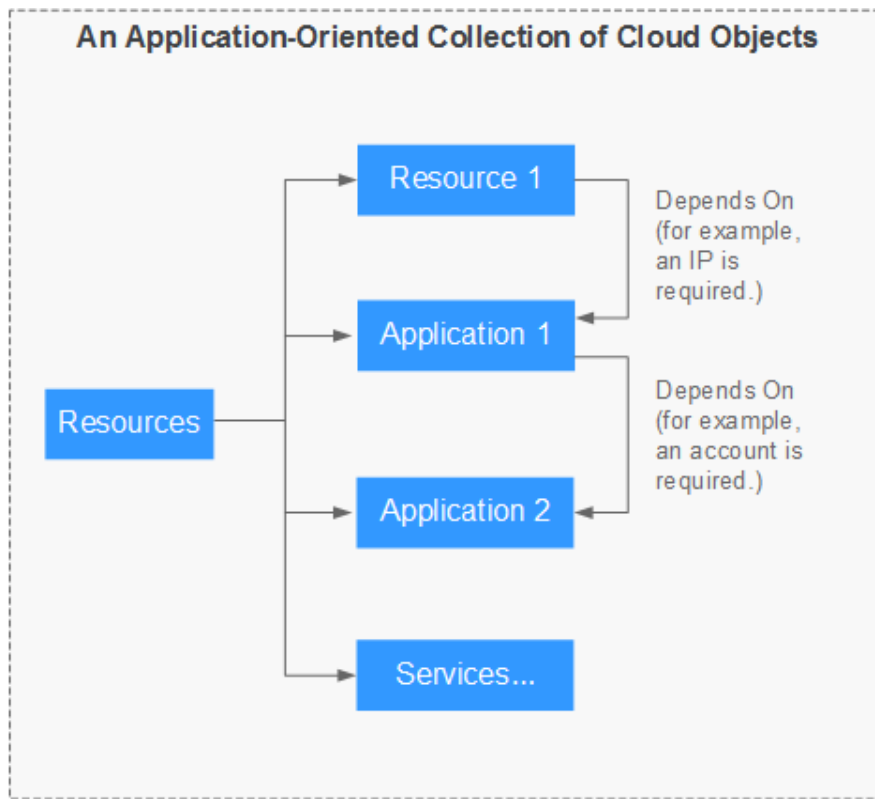 An Application-Oriented Collection of Cloud Objects
Resource 1
Depends On
(for example,
an IP is
required.)
Application 1
Resources
Depends On
(for example,
an account is
required.)
Application 2
Services...